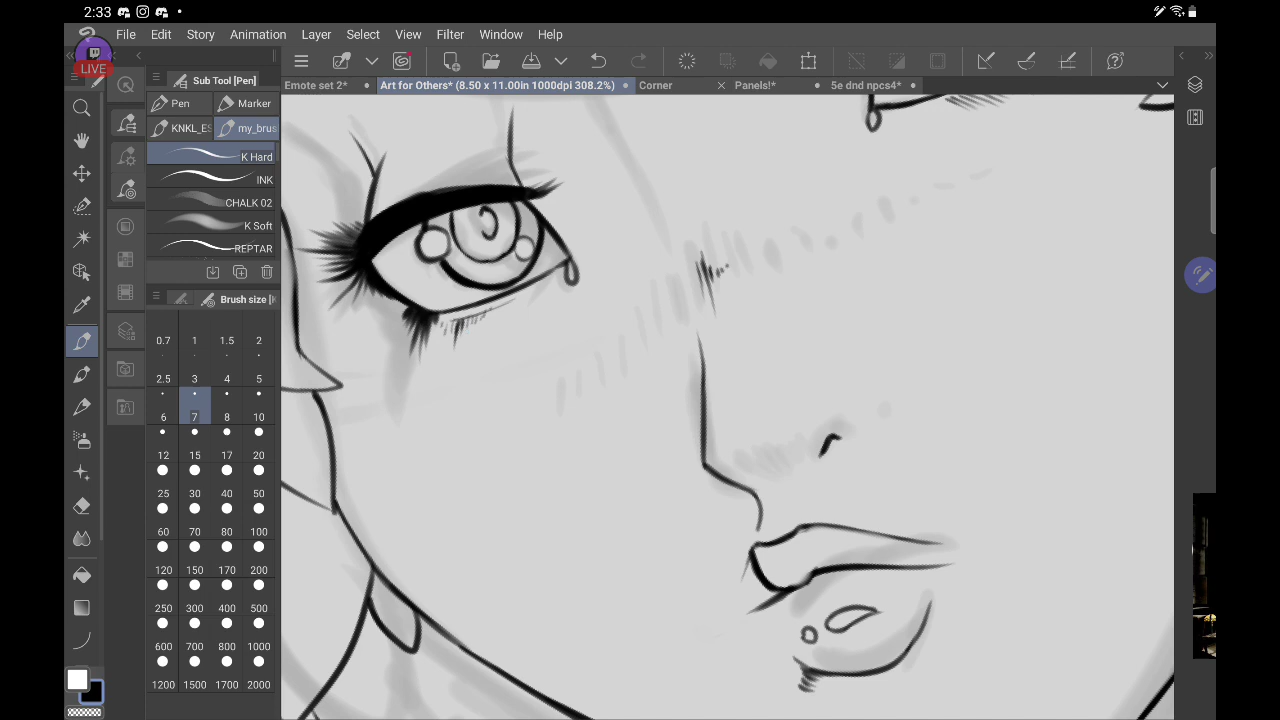 2:33
File Edit Story Animation Layer Select View Filter Window Help
LIVE
Sub Tool [Pen]
Emote set 2* Art for Others* (8.50 x 11.00in 1000dpi 308.2%) Corner Panels!* 5e dnd npcs4*
Pen Marker
KNKL_ES my_brus
K Hard
INK
CHALK 02
K Soft
REPTAR
Brush size [
0.7 1 1.5 2
2.5 3 4 5
6 7 8 10
12 15 17 20
25 30 40 50
60 70 80 100
120 150 170 200
250 300 400 500
600 700 800 1000
1200 1500 1700 2000